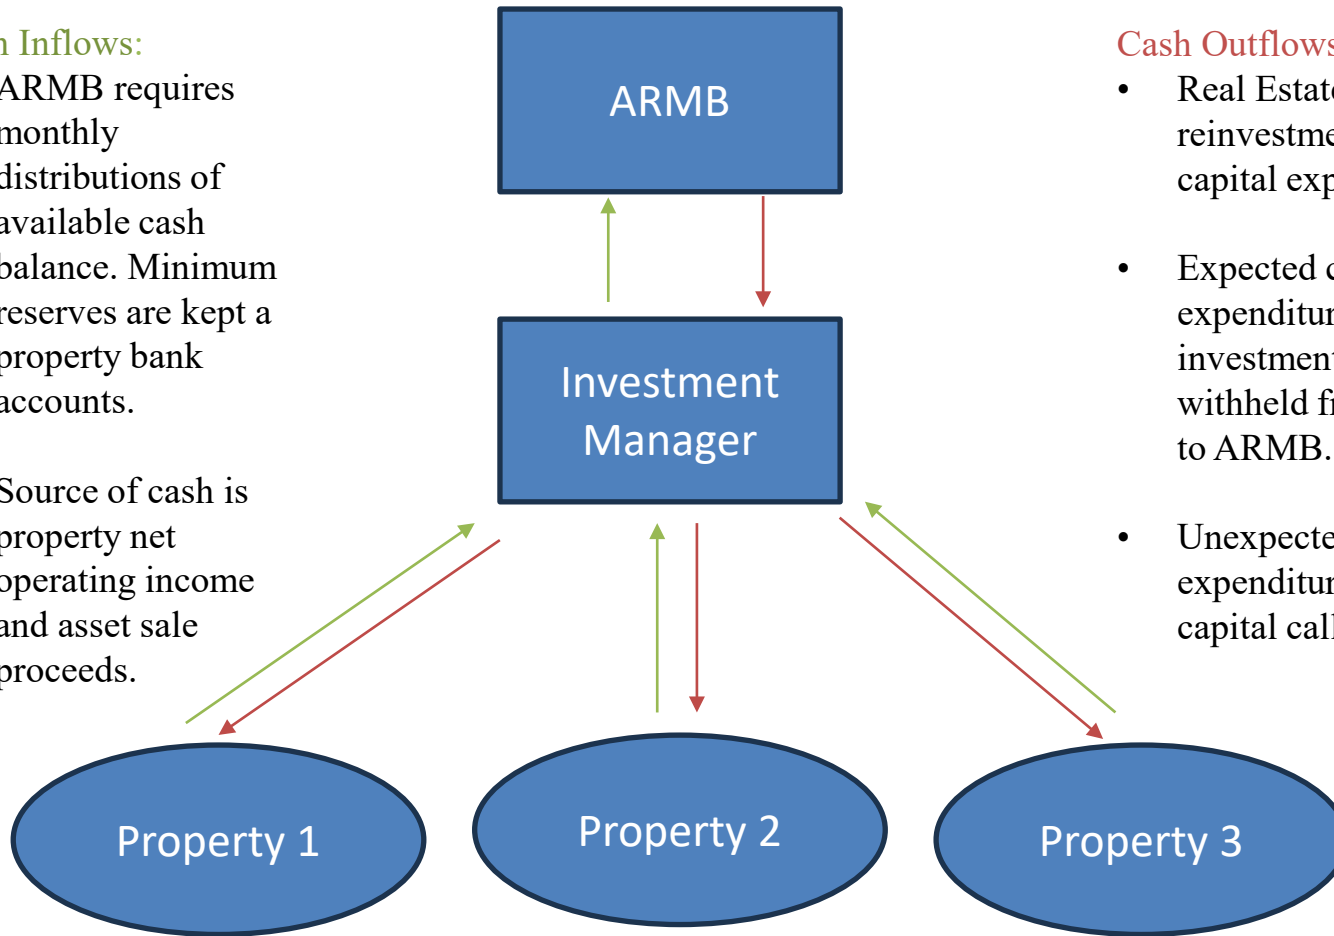 n Inflows:
ARMB requires
monthly
distributions of
available cash
balance. Minimum
reserves are kept a
property bank
accounts.
Source of cash is
property net
operating income
and asset sale
proceeds.
ARMB
Investment
Manager
Property 1
Property 2
Property 3
Cash Outflows
• Real Estate
reinvestme
capital exp
• Expected c
expenditur
investment
withheld fr
to ARMB.
• Unexpecte
expenditur
capital call